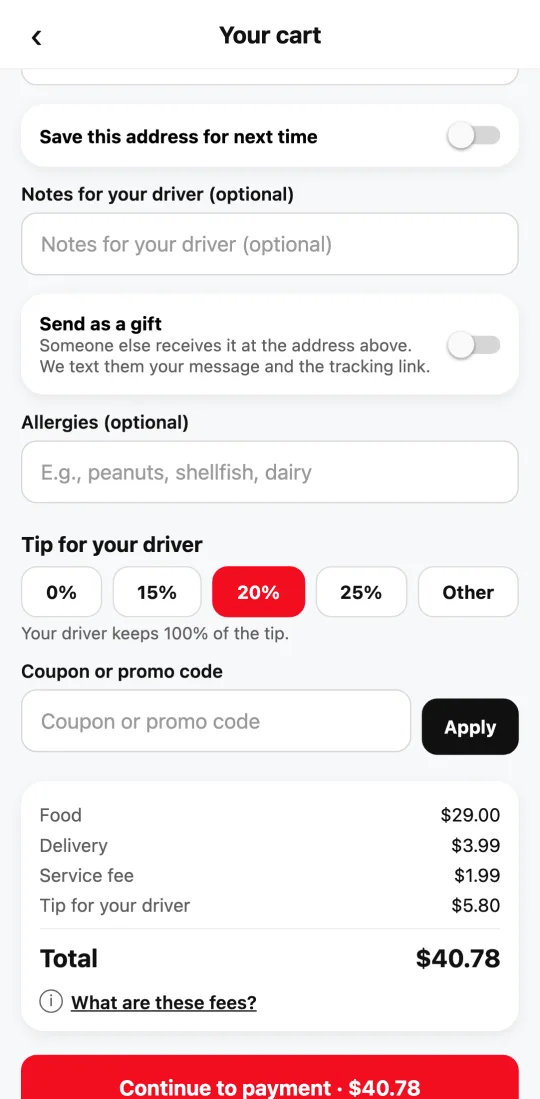 Your cart
Save this address for next time
Notes for your driver (optional)
Notes for your driver (optional)
Send as a gift
Someone else receives it at the address above.
We text them your message and the tracking link.
Allergies (optional)
E.g., peanuts, shellfish, dairy
Tip for your driver
0% 15% 20% 25% Other
Your driver keeps 100% of the tip.
Coupon or promo code
Coupon or promo code Apply
Food $29.00
Delivery $3.99
Service fee $1.99
Tip for your driver $5.80
Total $40.78
What are these fees?
Continue to payment · $40.78